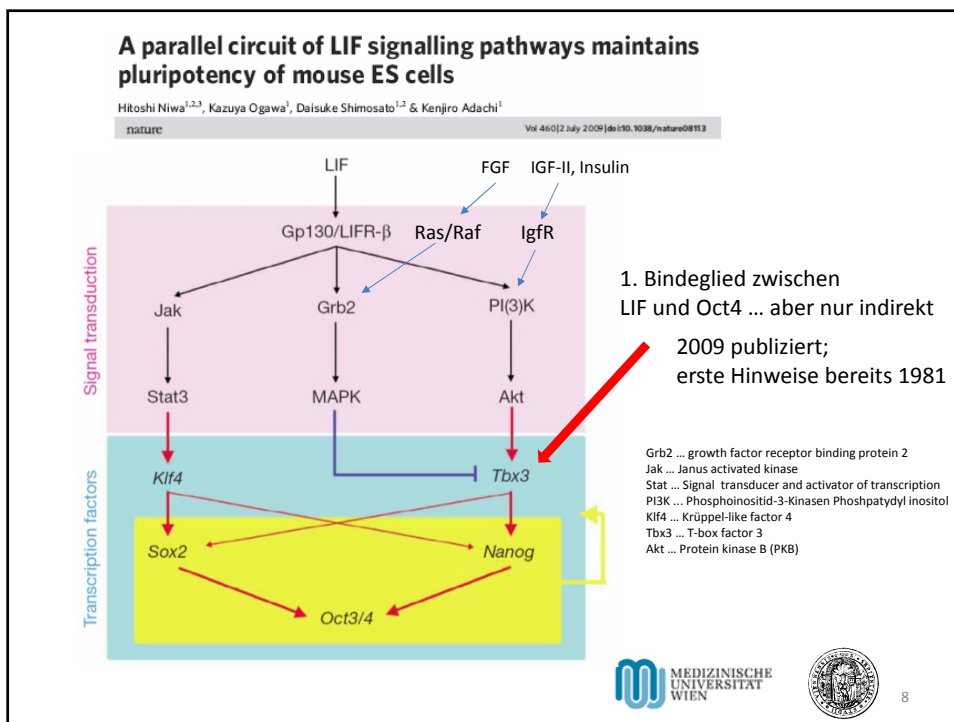 A parallel circuit of LIF signalling pathways maintains
pluripotency of mouse ES cells
Hitoshi Niwa1,2,3, Kazuya Ogawa1, Daisuke Shimosato1,2 & Kenjiro Adachi1
nature
Vol 460|2 July 2009|doi:10.1038/nature08113
LIF
FGF
IGF-II, Insulin
Signal transduction
Gp130/LIFR-β
Ras/Raf
IgfR
Jak
Grb2
PI(3)K
Stat3
MAPK
Akt
1. Bindeglied zwischen
LIF und Oct4 ... aber nur indirekt
2009 publiziert;
erste Hinweise bereits 1981
Transcription factors
Klf4
Tbx3
Sox2
Nanog
Oct3/4
Grb2 ... growth factor receptor binding protein 2
Jak ... Janus activated kinase
Stat ... Signal transducer and activator of transcription
PI3K ... Phosphoinositid-3-Kinasen Phoshpatydyl inositol
Klf4 ... Krüppel-like factor 4
Tbx3 ... T-box factor 3
Akt ... Protein kinase B (PKB)
MEDIZINISCHE
UNIVERSITÄT
WIEN
8